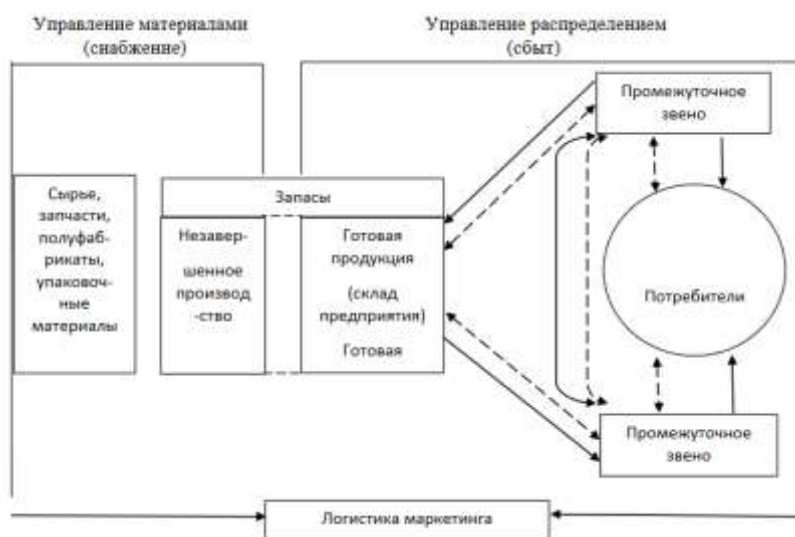 Управление материалами
(снабжение)
Управление распределением
(сбыт)
Промежуточное
звено
Сырье,
запчасти,
полуфаб-
рикаты,
упаковоч-
ные
материалы
Запасы
Незавер-
шенное
производ
-ство
Готовая
продукция
(склад
предприятия)
Готовая
Потребители
Промежуточное
звено
Логистика маркетинга